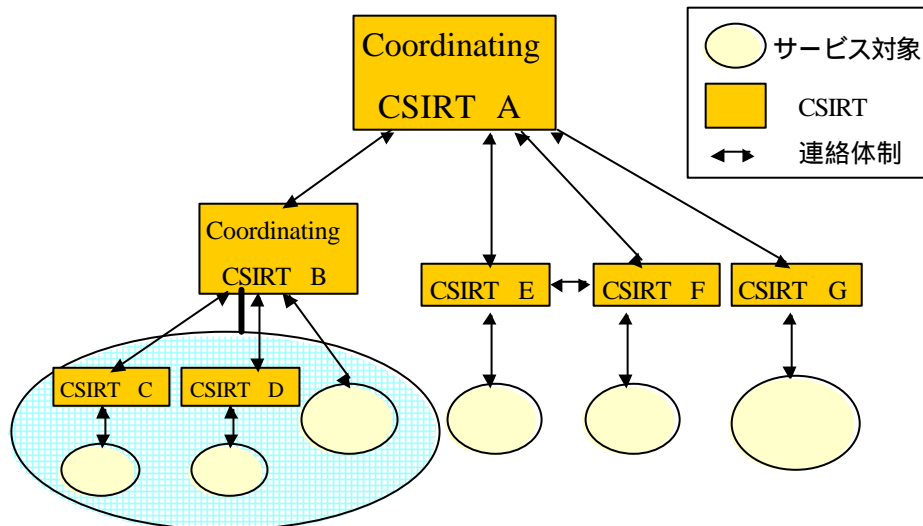 Coordinating
CSIRT A
サービス対象
CSIRT
連絡体制
Coordinating
CSIRT B
CSIRT E
CSIRT F
CSIRT G
CSIRT C
CSIRT D